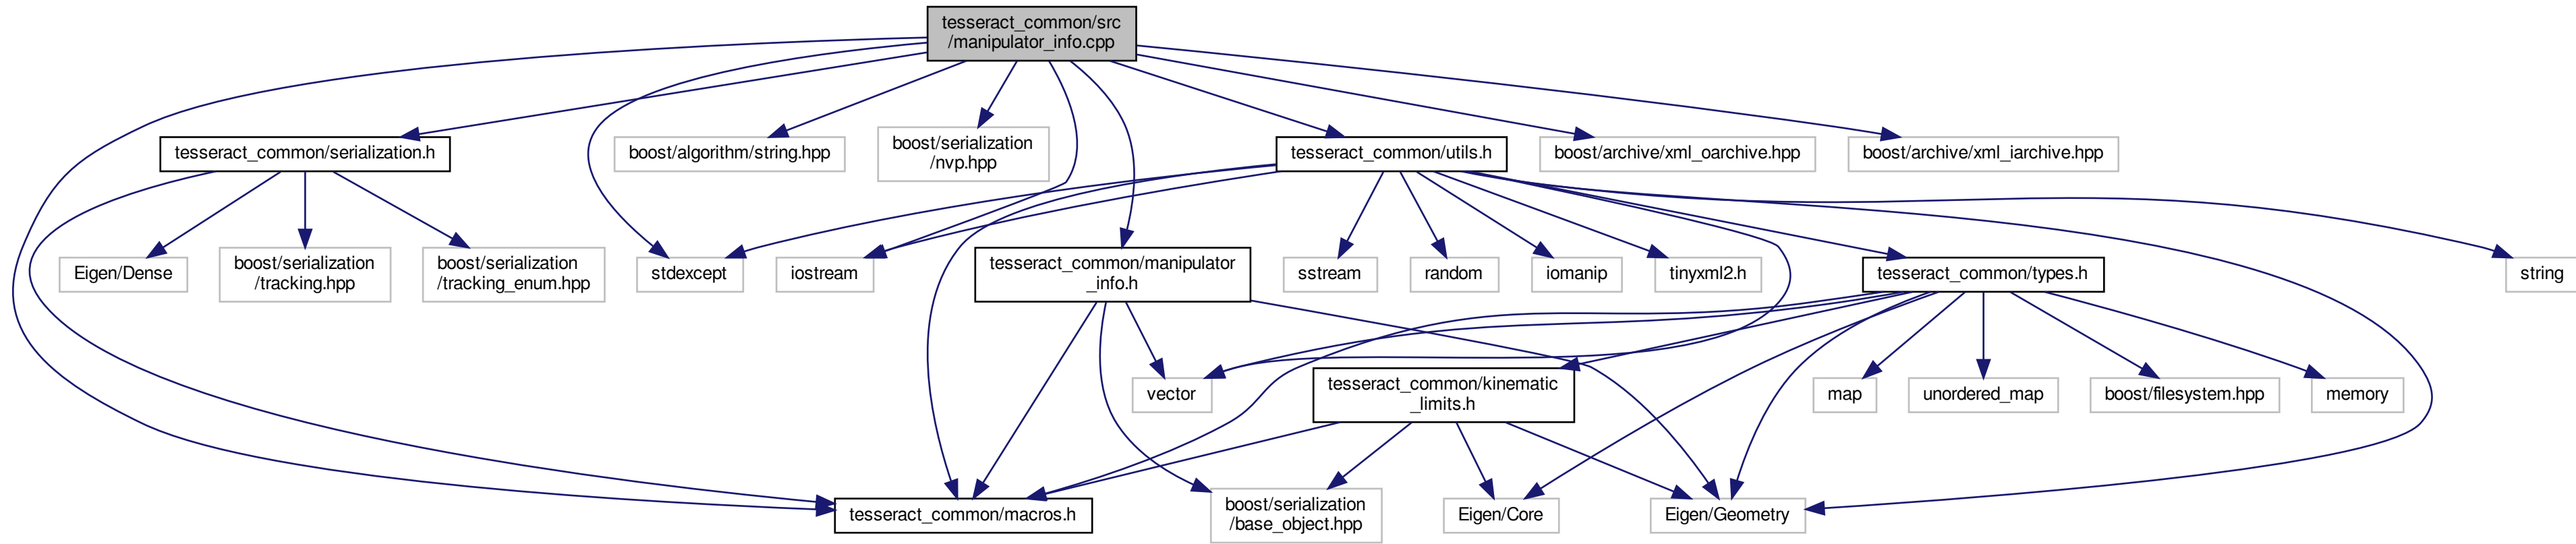 tesseract_common/src
/manipulator_info.cpp
tesseract_common/serialization.h
boost/algorithm/string.hpp
boost/serialization
/nvp.hpp
tesseract_common/utils.h
boost/archive/xml_oarchive.hpp
boost/archive/xml_iarchive.hpp
Eigen/Dense
boost/serialization
/tracking.hpp
boost/serialization
/tracking_enum.hpp
stdexcept
iostream
tesseract_common/manipulator
_info.h
sstream
random
iomanip
tinyxml2.h
tesseract_common/types.h
string
vector
tesseract_common/kinematic
_limits.h
map
unordered_map
boost/filesystem.hpp
memory
tesseract_common/macros.h
boost/serialization
/base_object.hpp
Eigen/Core
Eigen/Geometry